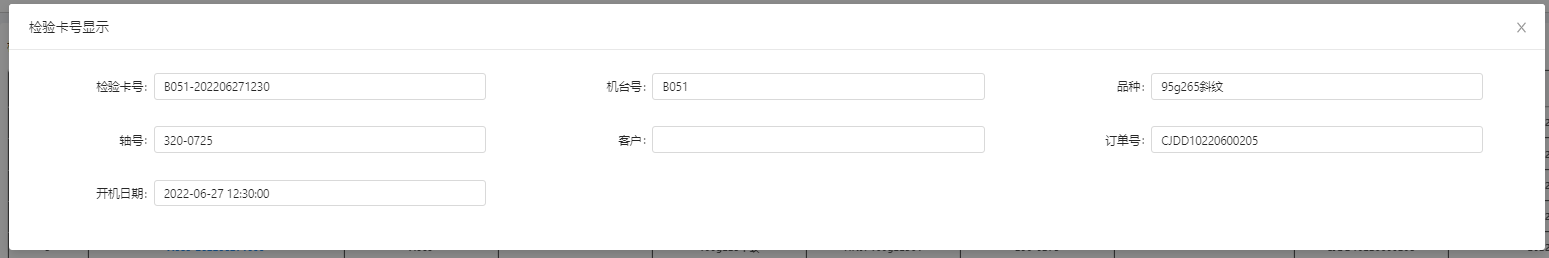 检验卡号显示
检验卡号: B051-202206271230 机台号: B051 品种: 95g265斜纹
轴号: 320-0725 客户: 订单号: CJDD10220600205
开机日期: 2022-06-27 12:30:00